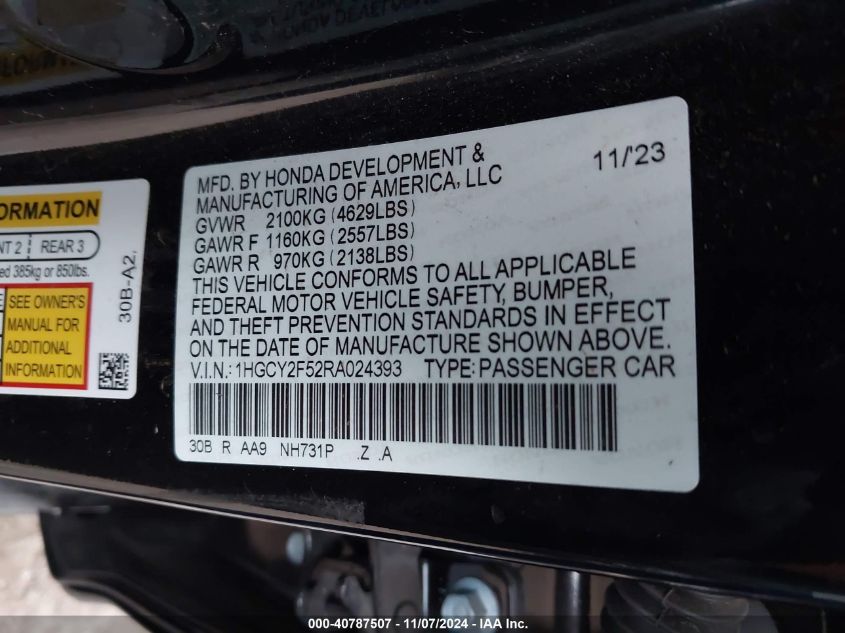 ORMATION
NT 2 REAR 3
ed 385kg or 850lbs.
SEE OWNER'S
MANUAL FOR
ADDITIONAL
INFORMATION
30B-A2,
MFD. BY HONDA DEVELOPMENT & 11/'23
MANUFACTURING OF AMERICA, LLC
GVWR 2100KG (4629LBS)
GAWR F 1160KG (2557LBS)
GAWR R 970KG (2138LBS)
THIS VEHICLE CONFORMS TO ALL APPLICABLE
FEDERAL MOTOR VEHICLE SAFETY, BUMPER,
AND THEFT PREVENTION STANDARDS IN EFFECT
ON THE DATE OF MANUFACTURE SHOWN ABOVE.
V.I.N.: 1HGCY2F52RA024393 TYPE: PASSENGER CAR
30B R AA9 NH731P .Z .A
000-40787507 - 11/07/2024 - IAA Inc.